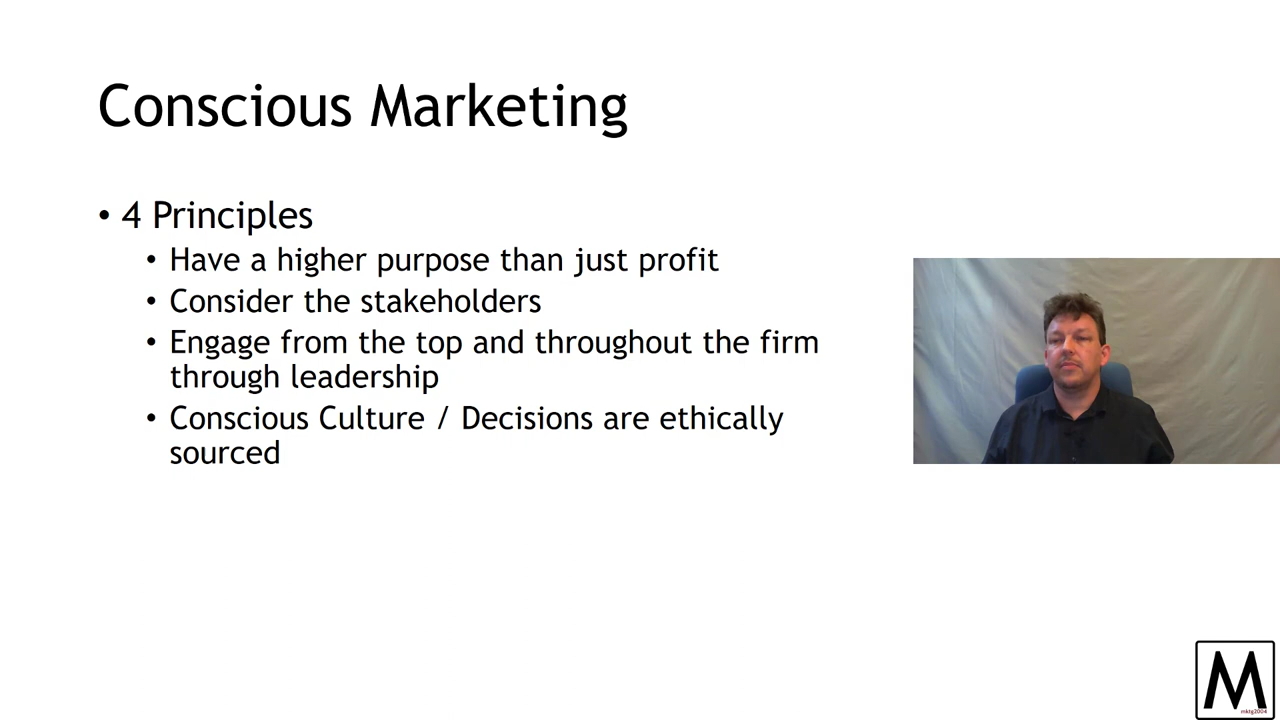 Conscious Marketing
• 4 Principles
• Have a higher purpose than just profit
• Consider the stakeholders
• Engage from the top and throughout the firm
through leadership
• Conscious Culture / Decisions are ethically
sourced
M
mktg2004